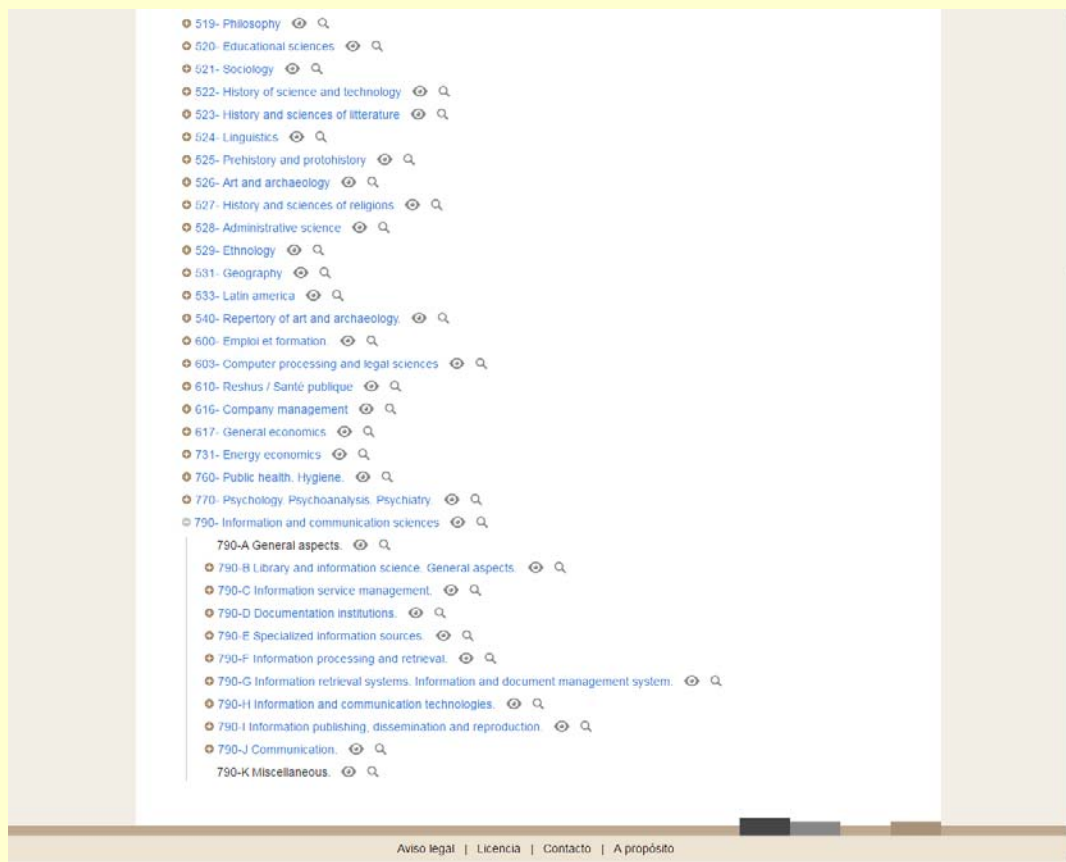 519- Philosophy
520- Educational sciences
521- Sociology
522- History of science and technology
523- History and sciences of litterature
524- Linguistics
525- Prehistory and protohistory
526- Art and archaeology
527- History and sciences of religions
528- Administrative science
529- Ethnology
531- Geography
533- Latin america
540- Repertory of art and archaeology.
600- Emploi et formation.
603- Computer processing and legal sciences
610- Reshus / Santé publique
616- Company management
617- General economics
731- Energy economics
760- Public health. Hygiene.
770- Psychology. Psychoanalysis. Psychiatry.
790- Information and communication sciences
790-A General aspects.
790-B Library and information science. General aspects.
790-C Information service management.
790-D Documentation institutions.
790-E Specialized information sources.
790-F Information processing and retrieval.
790-G Information retrieval systems. Information and document management system.
790-H Information and communication technologies.
790-I Information publishing, dissemination and reproduction.
790-J Communication.
790-K Miscellaneous.
Aviso legal | Licencia | Contacto | A propósito